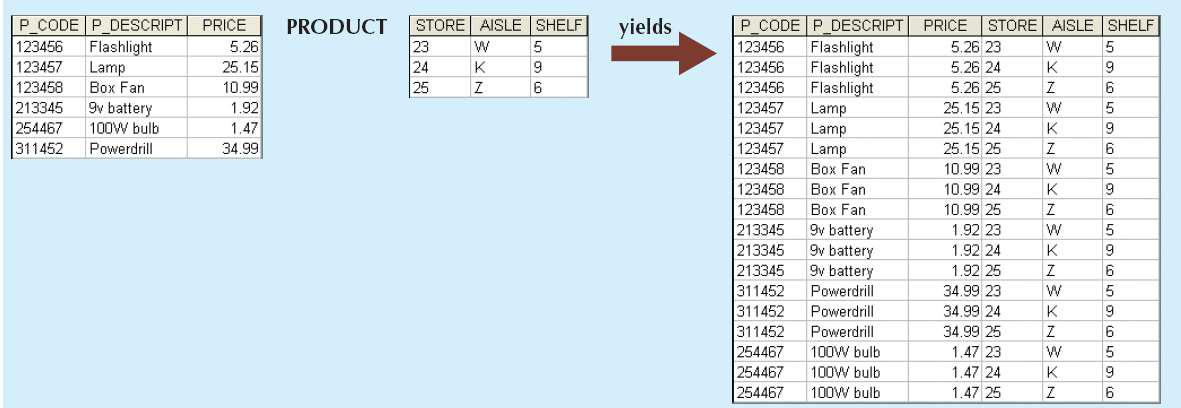 P_CODE P_DESCRIPT PRICE
123456 Flashlight 5.26
123457 Lamp 25.15
123458 Box Fan 10.99
213345 9v battery 1.92
254467 100W bulb 1.47
311452 Powerdrill 34.99
PRODUCT
STORE AISLE SHELF
23 W 5
24 K 9
25 Z 6
yields
P_CODE P_DESCRIPT PRICE STORE AISLE SHELF
123456 Flashlight 5.26 23 W 5
123456 Flashlight 5.26 24 K 9
123456 Flashlight 5.26 25 Z 6
123457 Lamp 25.15 23 W 5
123457 Lamp 25.15 24 K 9
123457 Lamp 25.15 25 Z 6
123458 Box Fan 10.99 23 W 5
123458 Box Fan 10.99 24 K 9
123458 Box Fan 10.99 25 Z 6
213345 9v battery 1.92 23 W 5
213345 9v battery 1.92 24 K 9
213345 9v battery 1.92 25 Z 6
311452 Powerdrill 34.99 23 W 5
311452 Powerdrill 34.99 24 K 9
311452 Powerdrill 34.99 25 Z 6
254467 100W bulb 1.47 23 W 5
254467 100W bulb 1.47 24 K 9
254467 100W bulb 1.47 25 Z 6